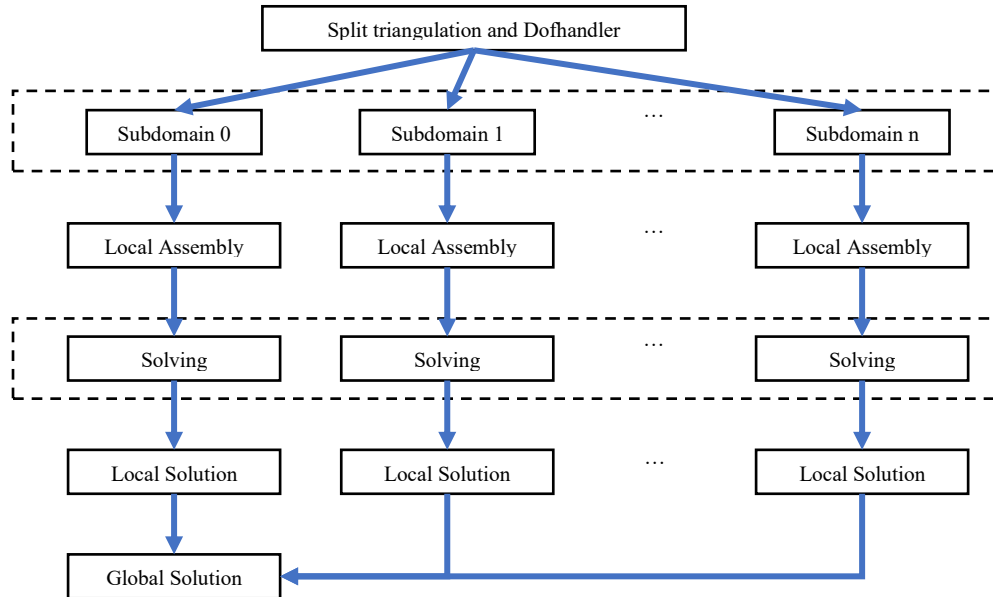 Split triangulation and Dofhandler
Subdomain 0
Subdomain 1
…
Subdomain n
Local Assembly
Local Assembly
…
Local Assembly
Solving
Solving
…
Solving
Local Solution
Local Solution
…
Local Solution
Global Solution